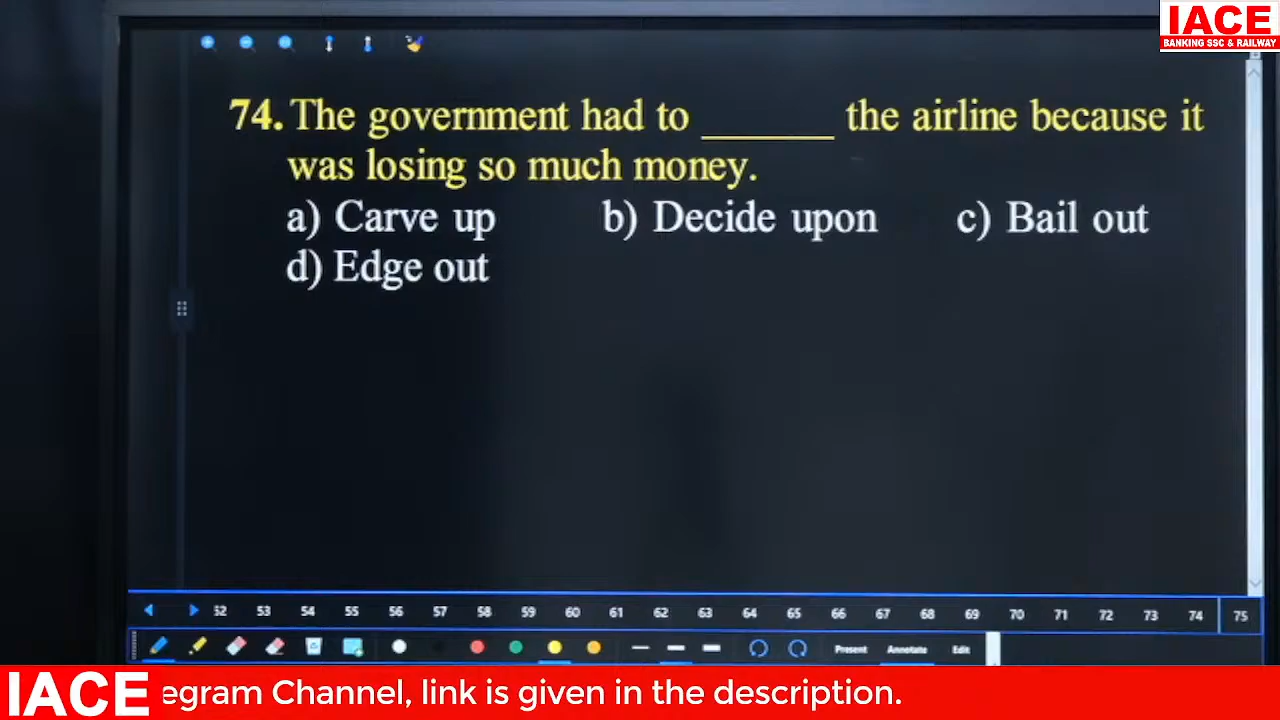 IACE
BANKING SSC & RAILWAY
74. The government had to ______ the airline because it
was losing so much money.
a) Carve up b) Decide upon c) Bail out
d) Edge out
52 53 54 55 56 57 58 59 60 61 62 63 64 65 66 67 68 69 70 71 72 73 74 75
Present Annotate Edit
IACE egram Channel, link is given in the description.